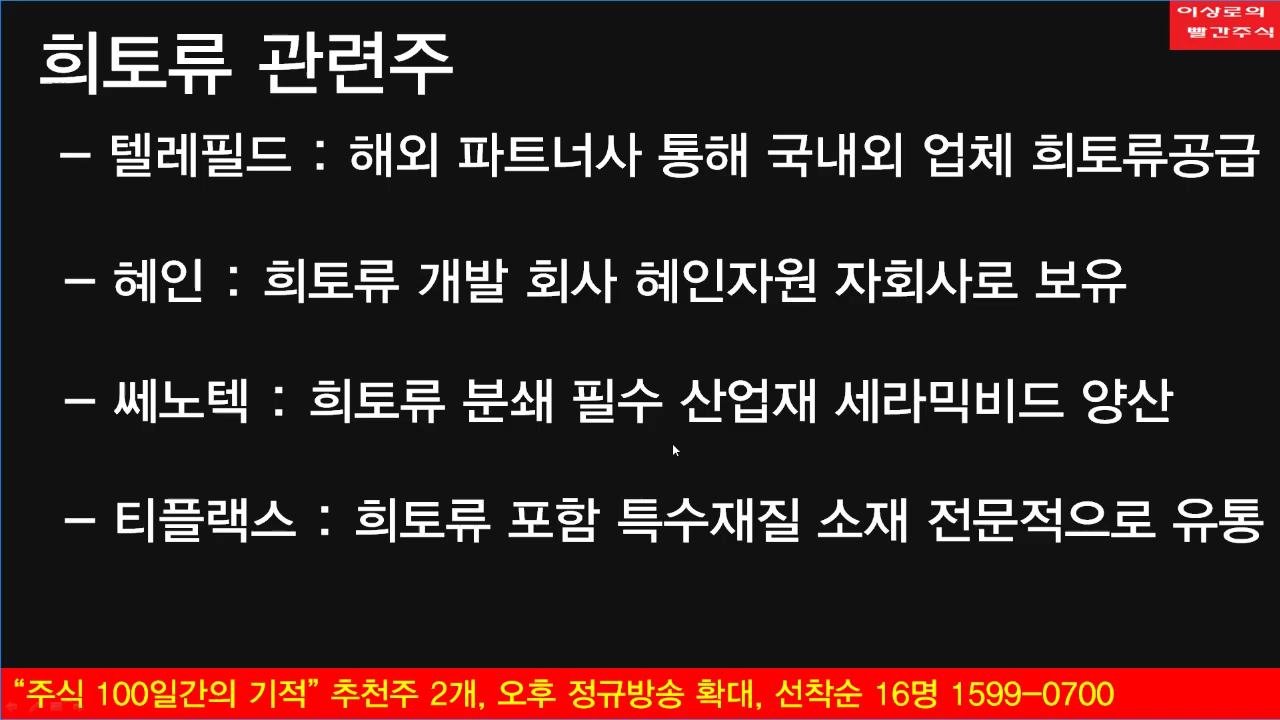 이상로의
빨간주식
희토류 관련주
– 텔레필드 : 해외 파트너사 통해 국내외 업체 희토류공급
– 혜인 : 희토류 개발 회사 혜인자원 자회사로 보유
– 쎄노텍 : 희토류 분쇄 필수 산업재 세라믹비드 양산
– 티플랙스 : 희토류 포함 특수재질 소재 전문적으로 유통
“주식 100일간의 기적” 추천주 2개, 오후 정규방송 확대, 선착순 16명 1599-0700